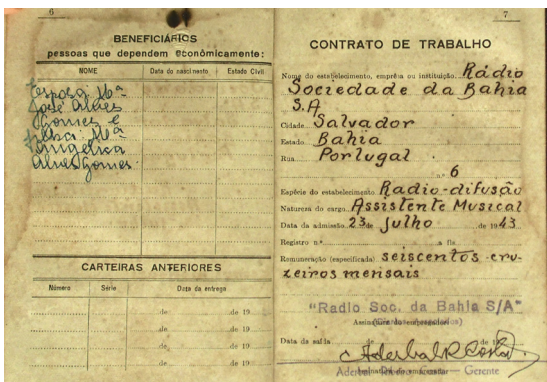 6
BENEFICIÁRIOS
pessoas que dependem econômicamente:
NOME Data do nascimento Estado Civil
Esposa: Mª
José Alves
Gomes e
filha: Mª
Angélica
Alves Gomes.
CARTEIRAS ANTERIORES
Número Série Data da entrega
de de 19
de de 19
de de 19
de de 19
7
CONTRATO DE TRABALHO
Nome do estabelecimento, emprêsa ou instituição Rádio
Sociedade da Bahia
S.A
Cidade Salvador
Estado Bahia
Rua Portugal
n.º 6
Espécie do estabelecimento Radio-difusão
Natureza do cargo Assistente Musical
Data da admissão 23 de Julho de 1943
Registro n.º a fls
Remuneração (especificada) seiscentos cru-
zeiros mensais
"Radio Soc. da Bahia S/A"
Assinatura do empregador
Data da saída de de 19
Aderbal
Gerente